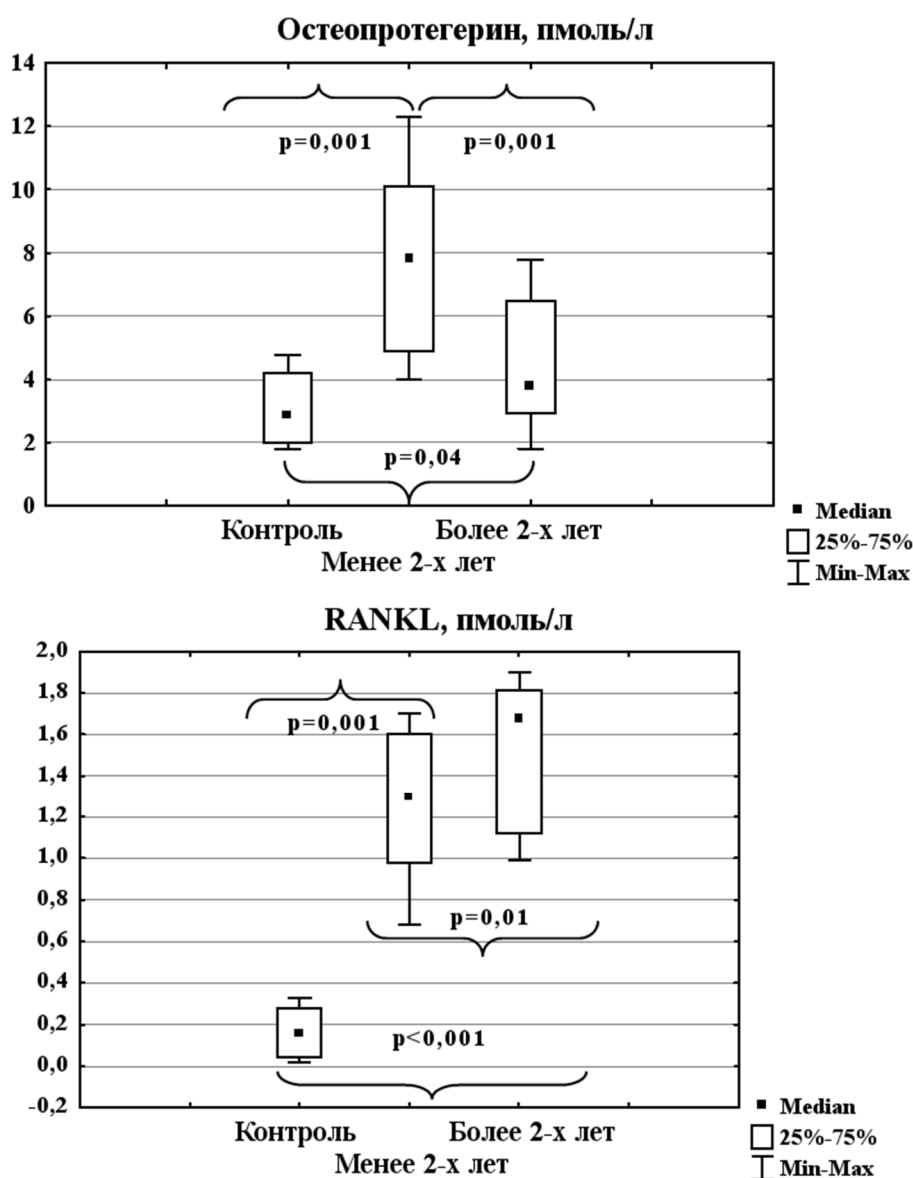 Остеопротегерин, пмоль/л
14
12
10
8
6
4
2
0
p=0,001
p=0,001
p=0,04
Контроль
Более 2-х лет
Менее 2-х лет
Median
25%-75%
Min-Max
RANKL, пмоль/л
2,0
1,8
1,6
1,4
1,2
1,0
0,8
0,6
0,4
0,2
0,0
-0,2
p=0,001
p=0,01
p<0,001
Контроль
Более 2-х лет
Менее 2-х лет
Median
25%-75%
Min-Max